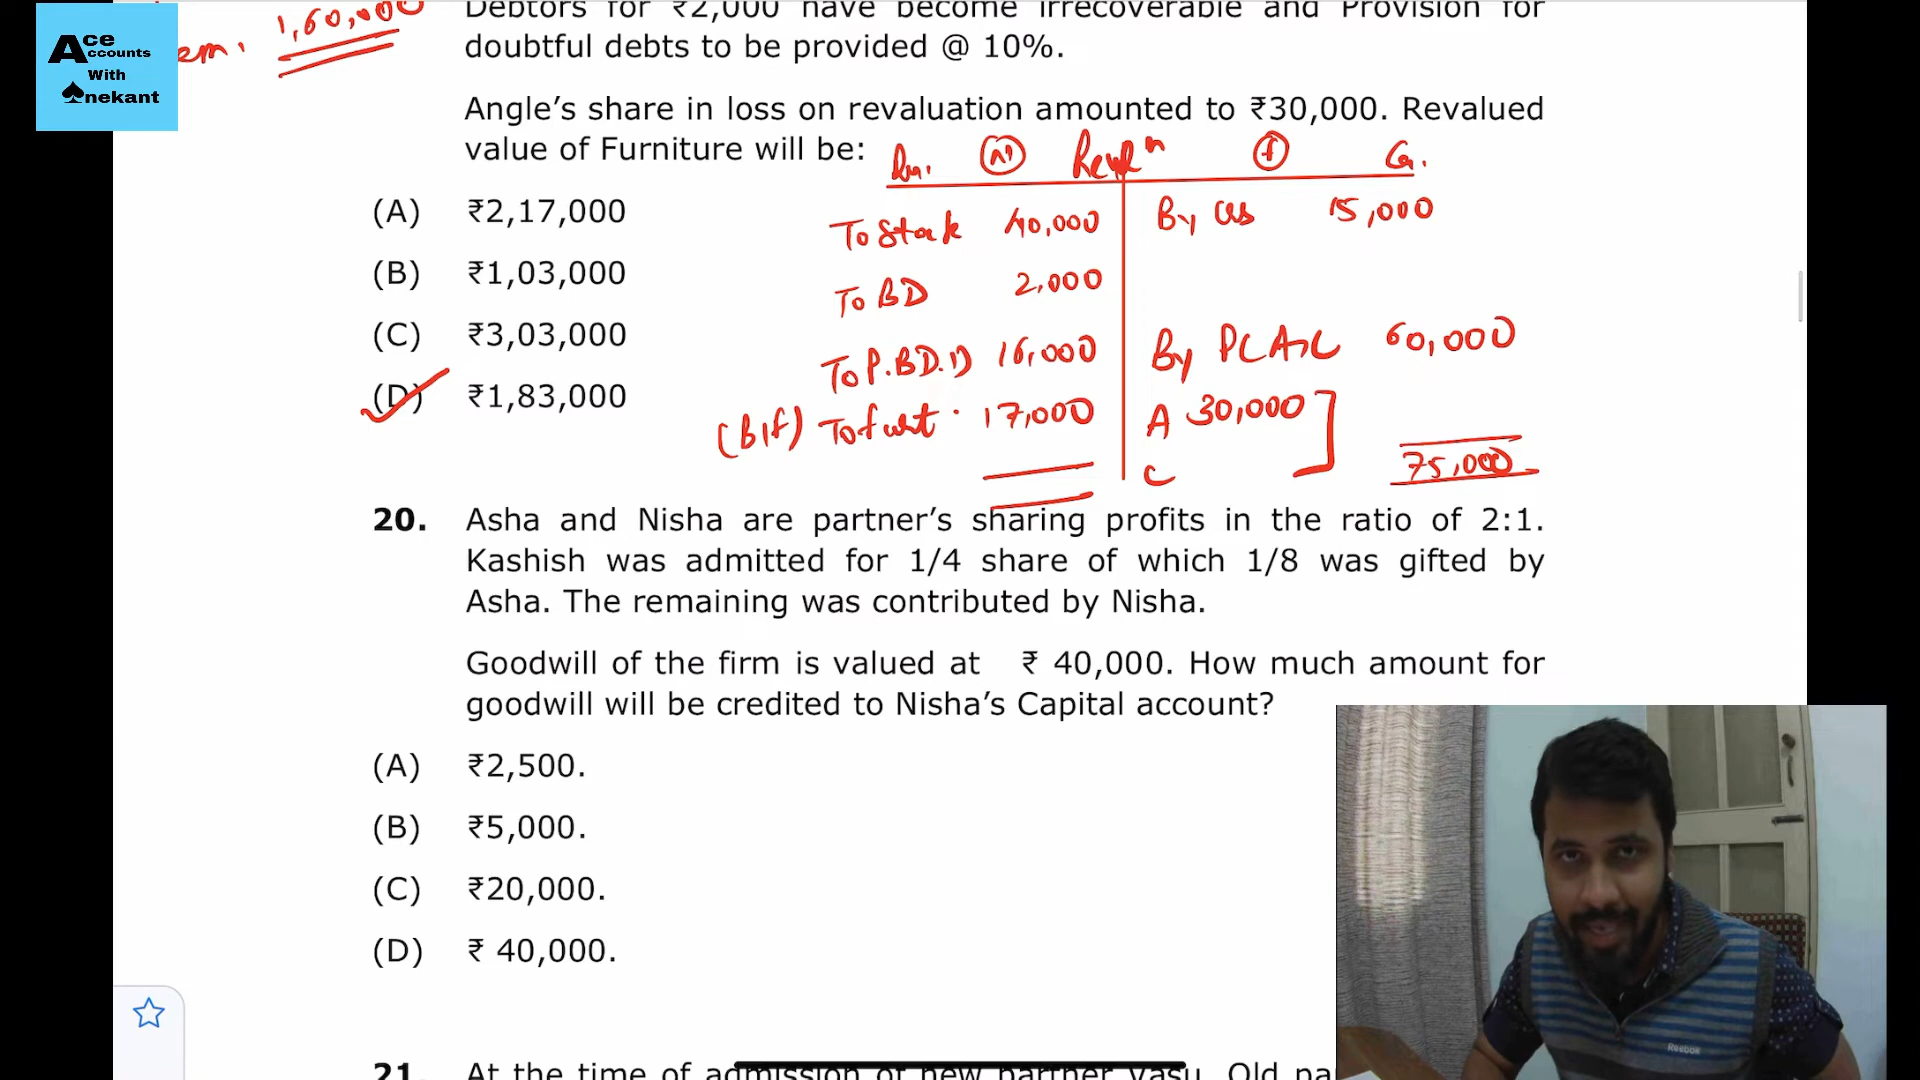 1,60,000
Debtors for ₹2,000 have become irrecoverable and Provision for
Ace
Accounts
With
Anekant
doubtful debts to be provided @ 10%.
Angle's share in loss on revaluation amounted to ₹30,000. Revalued
value of Furniture will be:
Dr. Revⁿ Cr.
(A) ₹2,17,000
To Stock 40,000 By 15,000
(B) ₹1,03,000
To BD 2,000
(C) ₹3,03,000
To P.BD.D 16,000 By PCA/C 60,000
(D) ₹1,83,000
(B/f) To furt. 17,000 A 30,000
C 75,000
20. Asha and Nisha are partner's sharing profits in the ratio of 2:1.
Kashish was admitted for 1/4 share of which 1/8 was gifted by
Asha. The remaining was contributed by Nisha.
Goodwill of the firm is valued at ₹ 40,000. How much amount for
goodwill will be credited to Nisha's Capital account?
(A) ₹2,500.
(B) ₹5,000.
(C) ₹20,000.
(D) ₹ 40,000.
Reebok
21. At the time of admission of new partner Vasu, Old pa